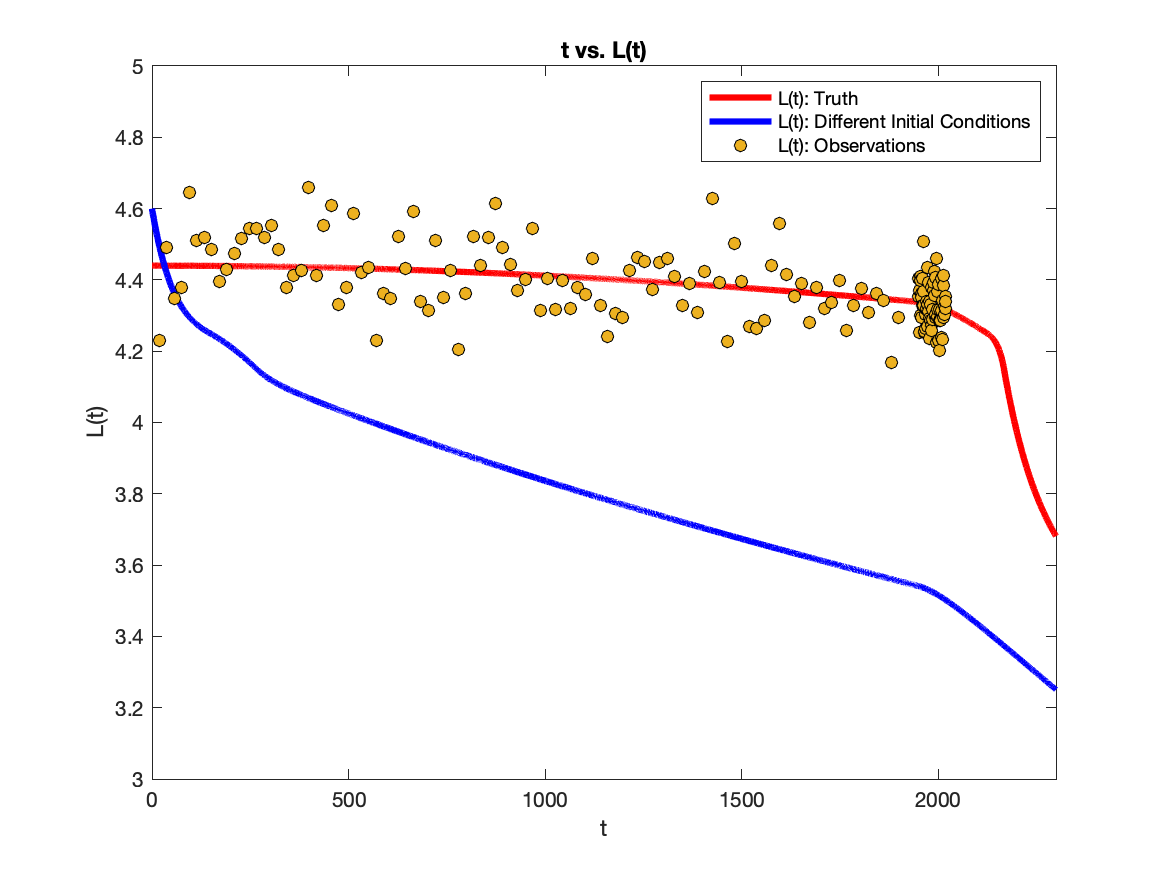 t vs. L(t)
L(t): Truth
L(t): Different Initial Conditions
L(t): Observations
5
4.8
4.6
4.4
4.2
4
3.8
3.6
3.4
3.2
3
L(t)
0 500 1000 1500 2000
t